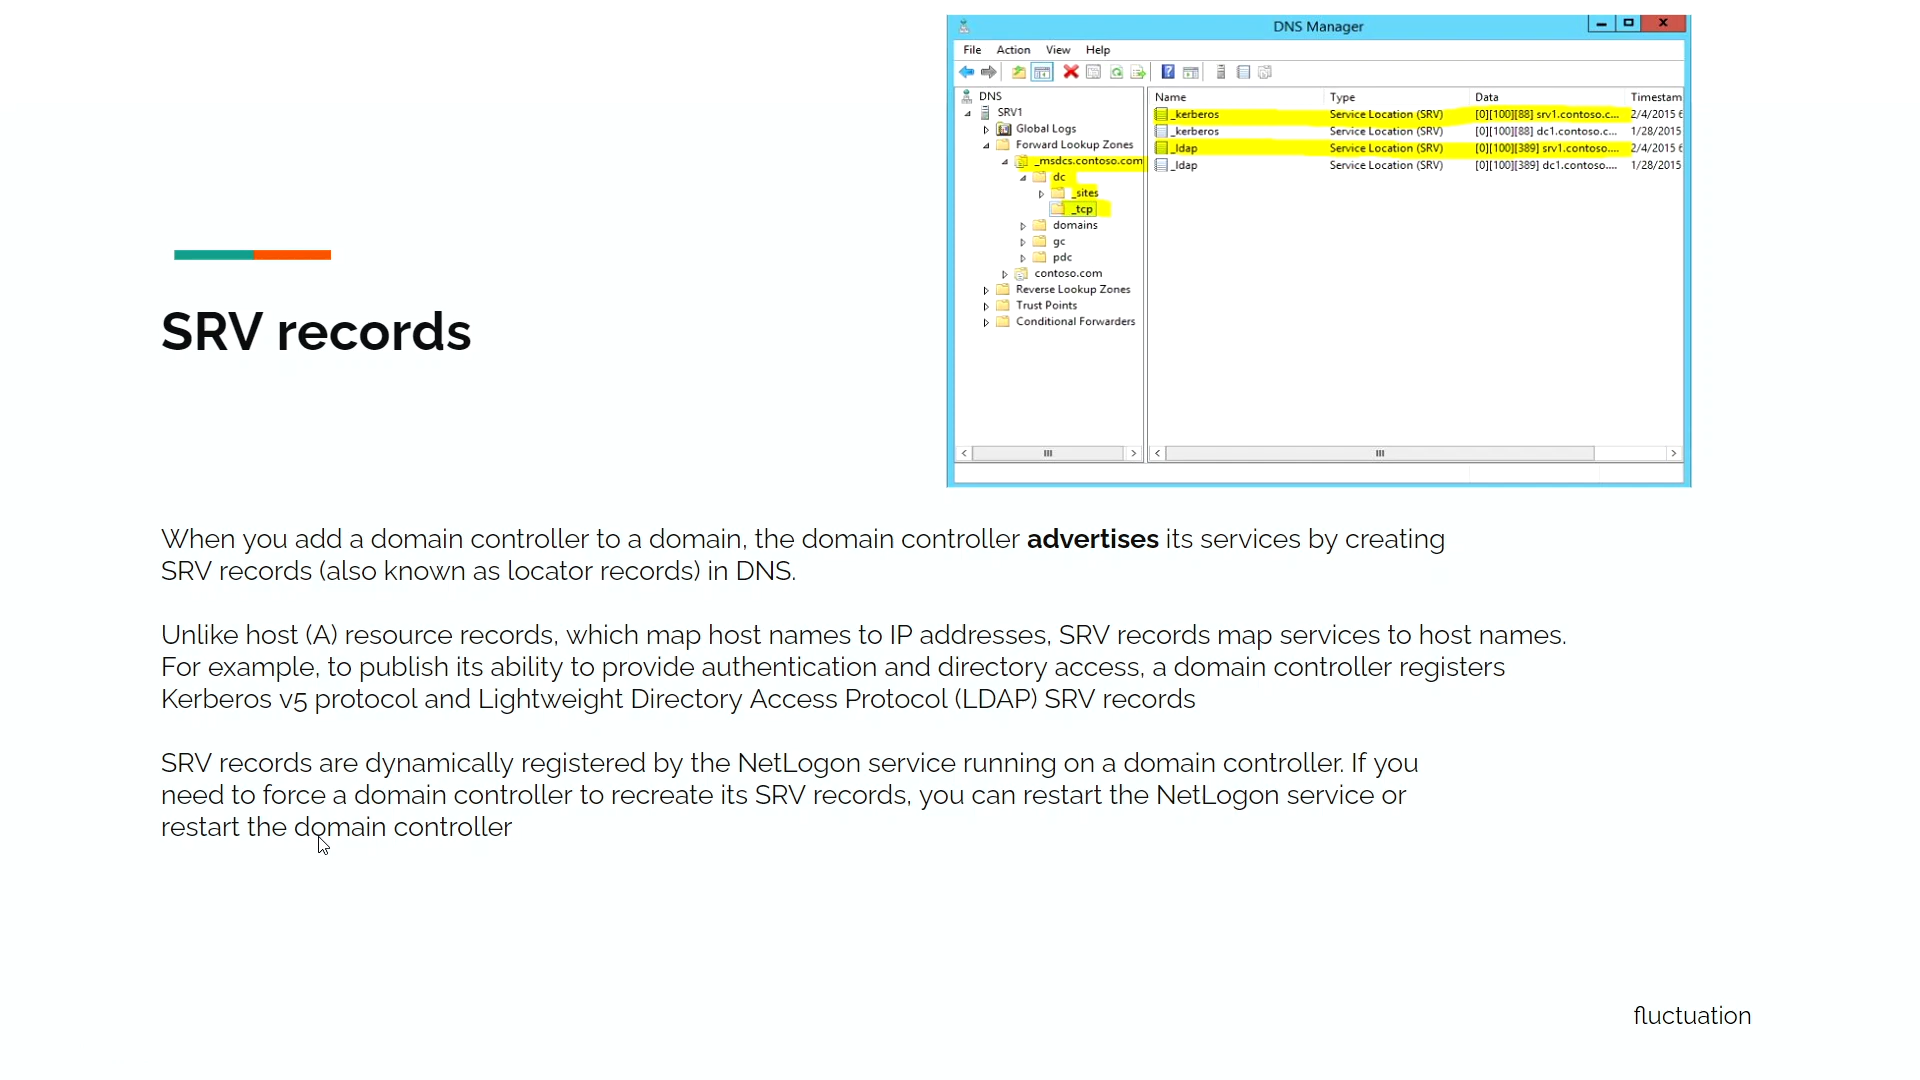 DNS Manager
File Action View Help
DNS
SRV1
Global Logs
Forward Lookup Zones
_msdcs.contoso.com
dc
_sites
_tcp
domains
gc
pdc
contoso.com
Reverse Lookup Zones
Trust Points
Conditional Forwarders
Name Type Data Timestam
_kerberos Service Location (SRV) [0][100][88] srv1.contoso.c... 2/4/2015 6
_kerberos Service Location (SRV) [0][100][88] dc1.contoso.c... 1/28/2015
_ldap Service Location (SRV) [0][100][389] srv1.contoso.... 2/4/2015 6
_ldap Service Location (SRV) [0][100][389] dc1.contoso.... 1/28/2015
SRV records
When you add a domain controller to a domain, the domain controller advertises its services by creating
SRV records (also known as locator records) in DNS.
Unlike host (A) resource records, which map host names to IP addresses, SRV records map services to host names.
For example, to publish its ability to provide authentication and directory access, a domain controller registers
Kerberos v5 protocol and Lightweight Directory Access Protocol (LDAP) SRV records
SRV records are dynamically registered by the NetLogon service running on a domain controller. If you
need to force a domain controller to recreate its SRV records, you can restart the NetLogon service or
restart the domain controller
fluctuation